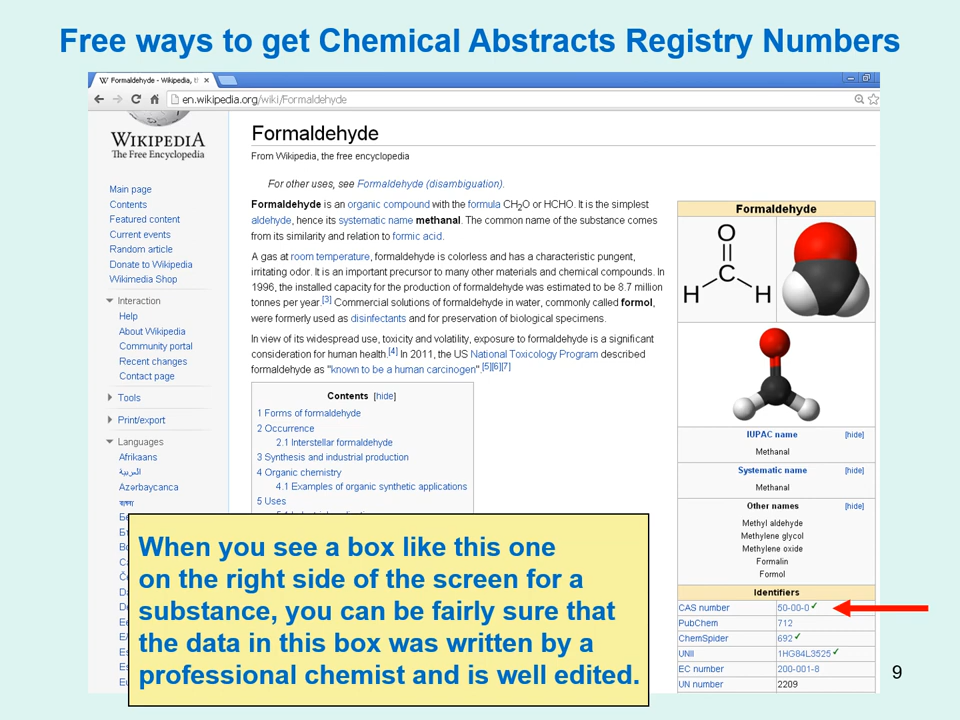 Free ways to get Chemical Abstracts Registry Numbers
W Formaldehyde - Wikipedia, t
en.wikipedia.org/wiki/Formaldehyde
WIKIPEDIA
The Free Encyclopedia
Main page
Contents
Featured content
Current events
Random article
Donate to Wikipedia
Wikimedia Shop
Interaction
Help
About Wikipedia
Community portal
Recent changes
Contact page
Tools
Print/export
Languages
Afrikaans
العربية
Azərbaycanca
বাংলা
Formaldehyde
From Wikipedia, the free encyclopedia
For other uses, see Formaldehyde (disambiguation).
Formaldehyde is an organic compound with the formula CH2O or HCHO. It is the simplest
aldehyde, hence its systematic name methanal. The common name of the substance comes
from its similarity and relation to formic acid.
A gas at room temperature, formaldehyde is colorless and has a characteristic pungent,
irritating odor. It is an important precursor to many other materials and chemical compounds. In
1996, the installed capacity for the production of formaldehyde was estimated to be 8.7 million
tonnes per year.[3] Commercial solutions of formaldehyde in water, commonly called formol,
were formerly used as disinfectants and for preservation of biological specimens.
In view of its widespread use, toxicity and volatility, exposure to formaldehyde is a significant
consideration for human health.[4] In 2011, the US National Toxicology Program described
formaldehyde as "known to be a human carcinogen".[5][6][7]
Contents [hide]
1 Forms of formaldehyde
2 Occurrence
2.1 Interstellar formaldehyde
3 Synthesis and industrial production
4 Organic chemistry
4.1 Examples of organic synthetic applications
5 Uses
Formaldehyde
O
C
H H
IUPAC name [hide]
Methanal
Systematic name [hide]
Methanal
Other names [hide]
Methyl aldehyde
Methylene glycol
Methylene oxide
Formalin
Formol
Identifiers
CAS number 50-00-0 ✓
PubChem 712
ChemSpider 692 ✓
UNII 1HG84L3525 ✓
EC number 200-001-8
UN number 2209
When you see a box like this one
on the right side of the screen for a
substance, you can be fairly sure that
the data in this box was written by a
professional chemist and is well edited.
9